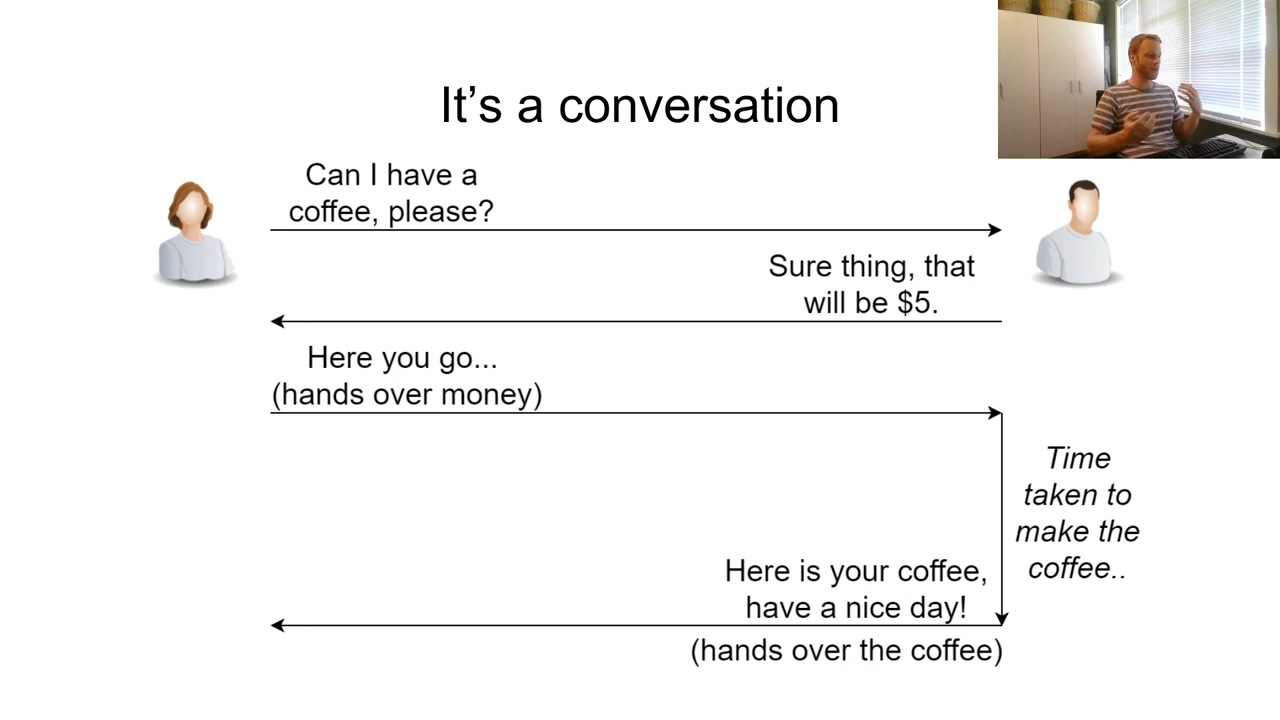 It’s a conversation
Can I have a
coffee, please?
Sure thing, that
will be $5.
Here you go...
(hands over money)
Time
taken to
make the
coffee..
Here is your coffee,
have a nice day!
(hands over the coffee)